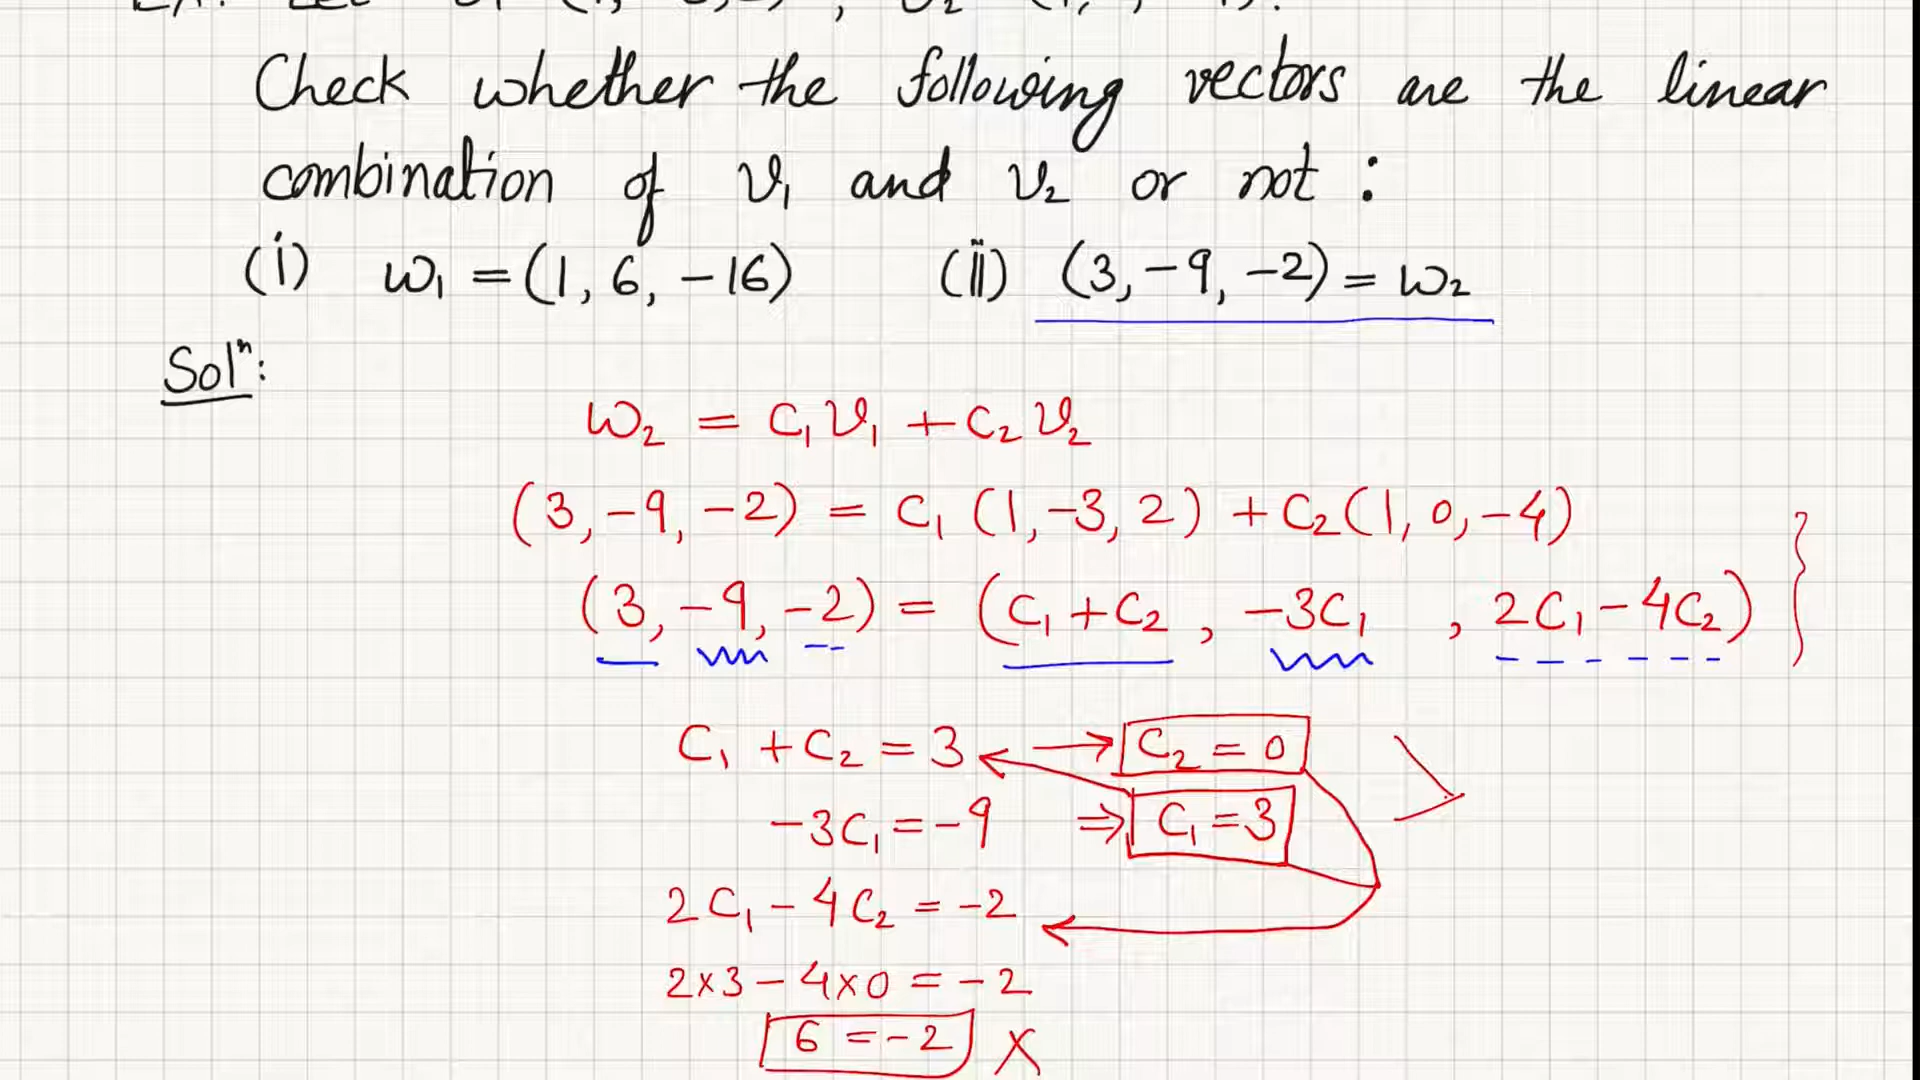 Check whether the following vectors are the linear
combination of v₁ and v₂ or not :
(i) w₁ = (1, 6, -16) (ii) (3, -9, -2) = w₂
Solⁿ:
w₂ = C₁v₁ + C₂v₂
(3, -9, -2) = C₁(1, -3, 2) + C₂(1, 0, -4)
(3, -9, -2) = (C₁ + C₂, -3C₁, 2C₁ - 4C₂) }
C₁ + C₂ = 3 → C₂ = 0
-3C₁ = -9 ⇒ C₁ = 3
2C₁ - 4C₂ = -2
2×3 - 4×0 = -2
6 = -2 X